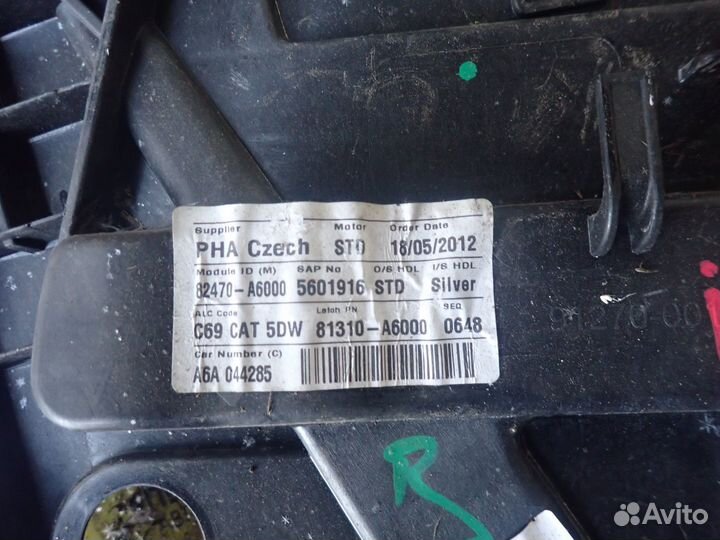 Supplier Motor Order Date
PHA Czech STD 18/05/2012
Module ID (M) SAP No O/S HDL I/S HDL
82470-A6000 5601916 STD Silver
ALC Code Latch PN SEQ
C69 CAT 5DW 81310-A6000 0648
Car Number (C)
A6A 044285
R
Avito